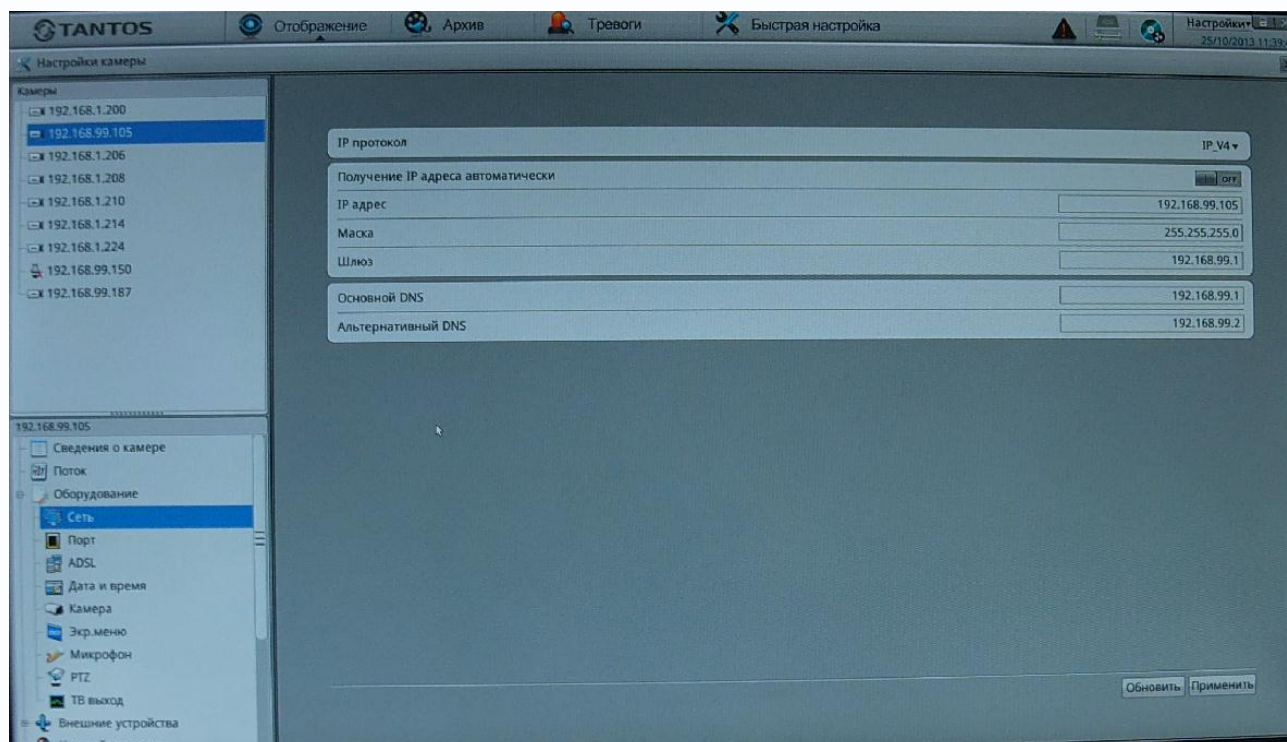 TANTOS
Отображение
Архив
Тревоги
Быстрая настройка
Настройки
25/10/2013 11:39
Настройки камеры
Камеры
192.168.1.200
192.168.99.105
192.168.1.206
192.168.1.208
192.168.1.210
192.168.1.214
192.168.1.224
192.168.99.150
192.168.99.187
IP протокол IP_V4
Получение IP адреса автоматически OFF
IP адрес 192.168.99.105
Маска 255.255.255.0
Шлюз 192.168.99.1
Основной DNS 192.168.99.1
Альтернативный DNS 192.168.99.2
192.168.99.105
Сведения о камере
Поток
Оборудование
Сеть
Порт
ADSL
Дата и время
Камера
Экр.меню
Микрофон
PTZ
ТВ выход
Внешние устройства
Обновить Применить